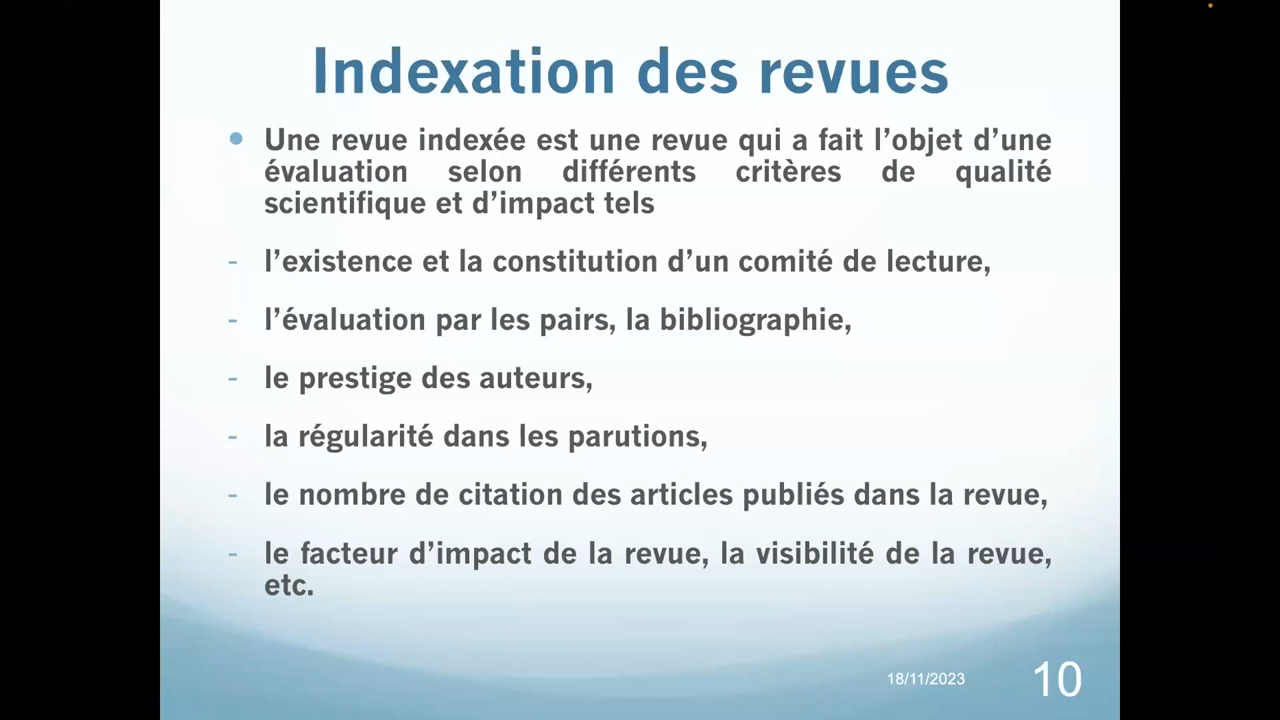 Indexation des revues
• Une revue indexée est une revue qui a fait l’objet d’une
évaluation selon différents critères de qualité
scientifique et d’impact tels
- l’existence et la constitution d’un comité de lecture,
- l’évaluation par les pairs, la bibliographie,
- le prestige des auteurs,
- la régularité dans les parutions,
- le nombre de citation des articles publiés dans la revue,
- le facteur d’impact de la revue, la visibilité de la revue,
etc.
18/11/2023 10